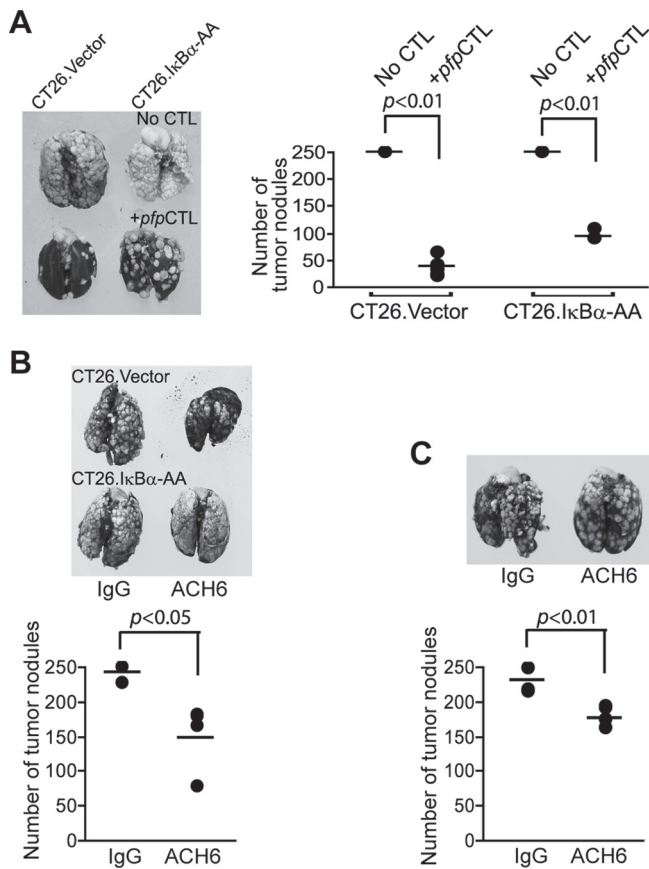 A
CT26.Vector
CT26.IκBα-AA
No CTL
+pfpCTL
No CTL
+pfpCTL
No CTL
+pfpCTL
p<0.01
p<0.01
Number of
tumor nodules
250
150
100
50
0
CT26.Vector
CT26.IκBα-AA
B
CT26.Vector
CT26.IκBα-AA
IgG
ACH6
p<0.05
Number of tumor nodules
250
200
150
100
50
0
IgG
ACH6
C
IgG
ACH6
p<0.01
Number of tumor nodules
250
200
150
100
50
0
IgG
ACH6